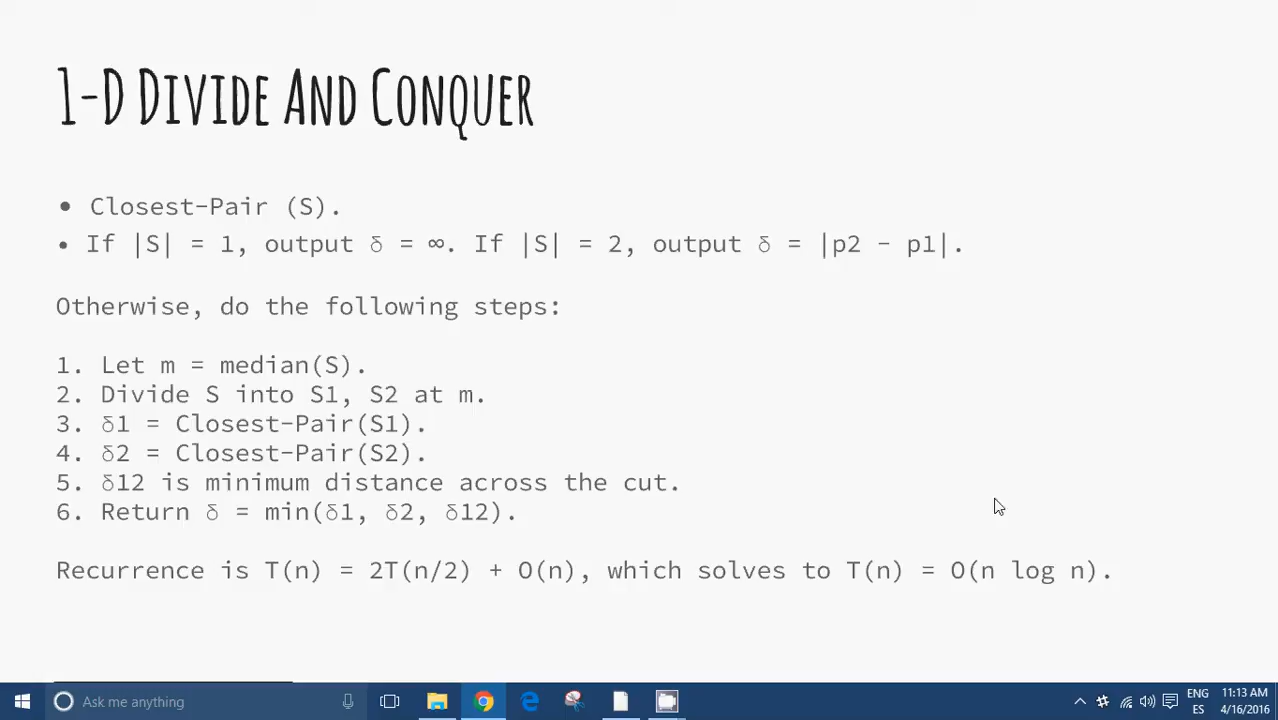 1-D DIVIDE AND CONQUER
• Closest-Pair (S).
• If |S| = 1, output δ = ∞. If |S| = 2, output δ = |p2 - p1|.
Otherwise, do the following steps:
1. Let m = median(S).
2. Divide S into S1, S2 at m.
3. δ1 = Closest-Pair(S1).
4. δ2 = Closest-Pair(S2).
5. δ12 is minimum distance across the cut.
6. Return δ = min(δ1, δ2, δ12).
Recurrence is T(n) = 2T(n/2) + O(n), which solves to T(n) = O(n log n).
Ask me anything
ENG
ES
11:13 AM
4/16/2016